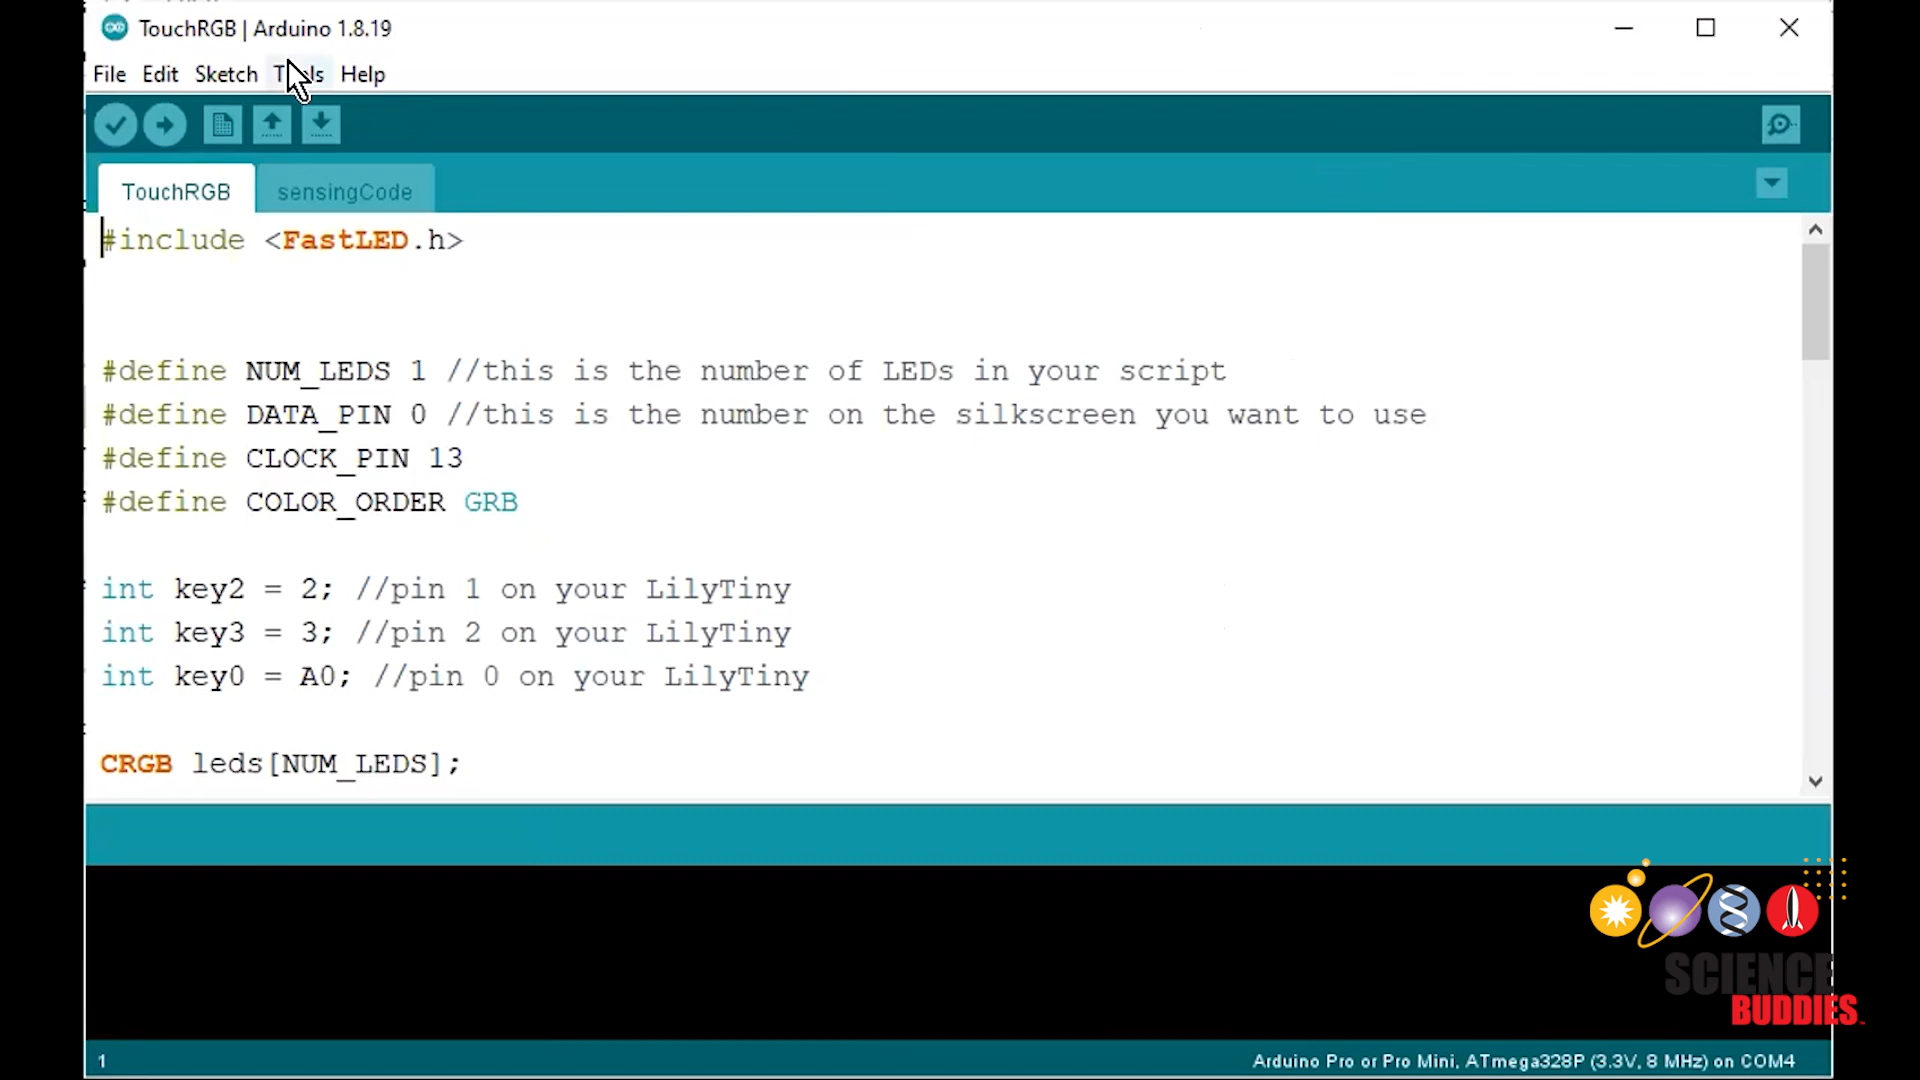 TouchRGB | Arduino 1.8.19
File Edit Sketch Tools Help
TouchRGB sensingCode
#include <FastLED.h>
#define NUM_LEDS 1 //this is the number of LEDs in your script
#define DATA_PIN 0 //this is the number on the silkscreen you want to use
#define CLOCK_PIN 13
#define COLOR_ORDER GRB
int key2 = 2; //pin 1 on your LilyTiny
int key3 = 3; //pin 2 on your LilyTiny
int key0 = A0; //pin 0 on your LilyTiny
CRGB leds[NUM_LEDS];
SCIENCE
BUDDIES
1 Arduino Pro or Pro Mini, ATmega328P (3.3V, 8 MHz) on COM4